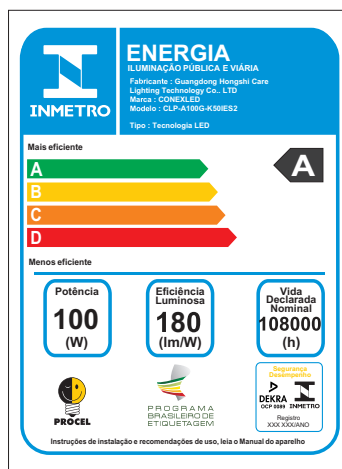 INMETRO
ENERGIA
ILUMINAÇÃO PÚBLICA E VIÁRIA
Fabricante : Guangdong Hongshi Care
Lighting Technology Co.. LTD
Marca : CONEXLED
Modelo : CLP-A100G-K50IES2
Tipo : Tecnologia LED
Mais eficiente
A
A
B
C
D
Menos eficiente
Potência
100
(W)
Eficiência
Luminosa
180
(lm/W)
Vida
Declarada
Nominal
108000
(h)
PROCEL
PROGRAMA
BRASILEIRO DE
ETIQUETAGEM
Segurança
Desempenho
DEKRA
OCP 0089
INMETRO
Registro
XXX XXX/ANO
Instruções de instalação e recomendações de uso, leia o Manual do aparelho